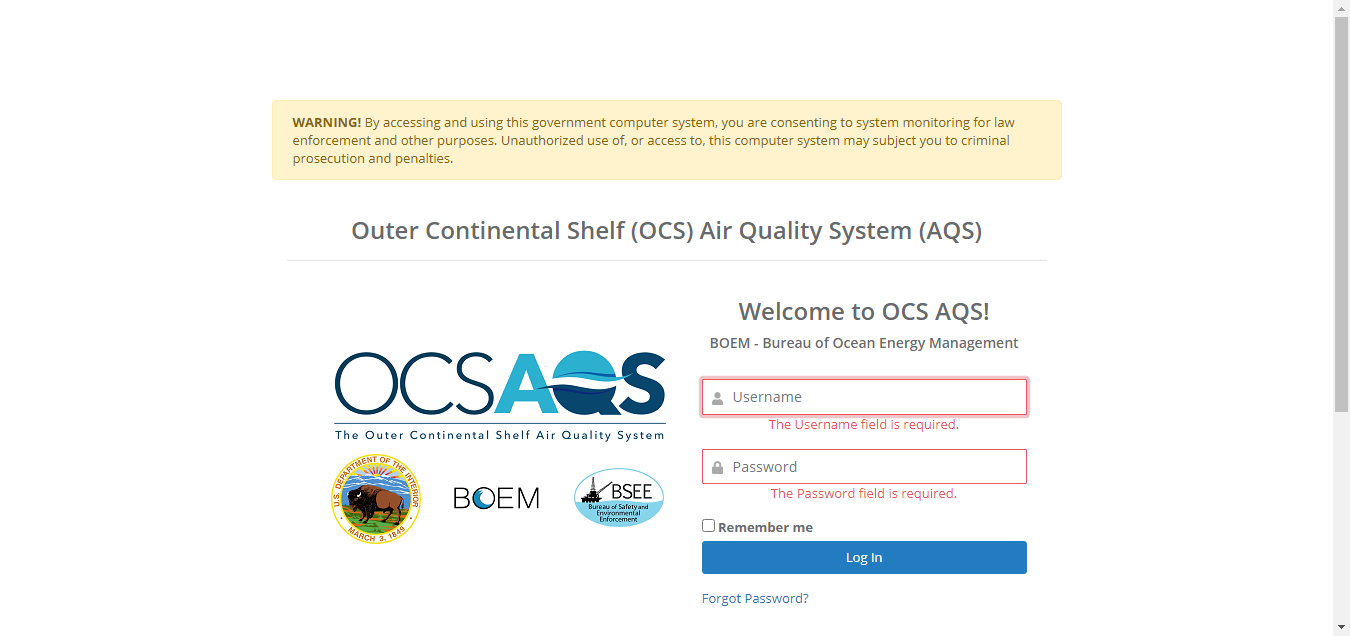 WARNING! By accessing and using this government computer system, you are consenting to system monitoring for law
enforcement and other purposes. Unauthorized use of, or access to, this computer system may subject you to criminal
prosecution and penalties.
Outer Continental Shelf (OCS) Air Quality System (AQS)
OCSAQS
The Outer Continental Shelf Air Quality System
U.S. DEPARTMENT OF THE INTERIOR
MARCH 3, 1849
BOEM
BSEE
Bureau of Safety and
Environmental
Enforcement
Welcome to OCS AQS!
BOEM - Bureau of Ocean Energy Management
Username
The Username field is required.
Password
The Password field is required.
Remember me
Log In
Forgot Password?